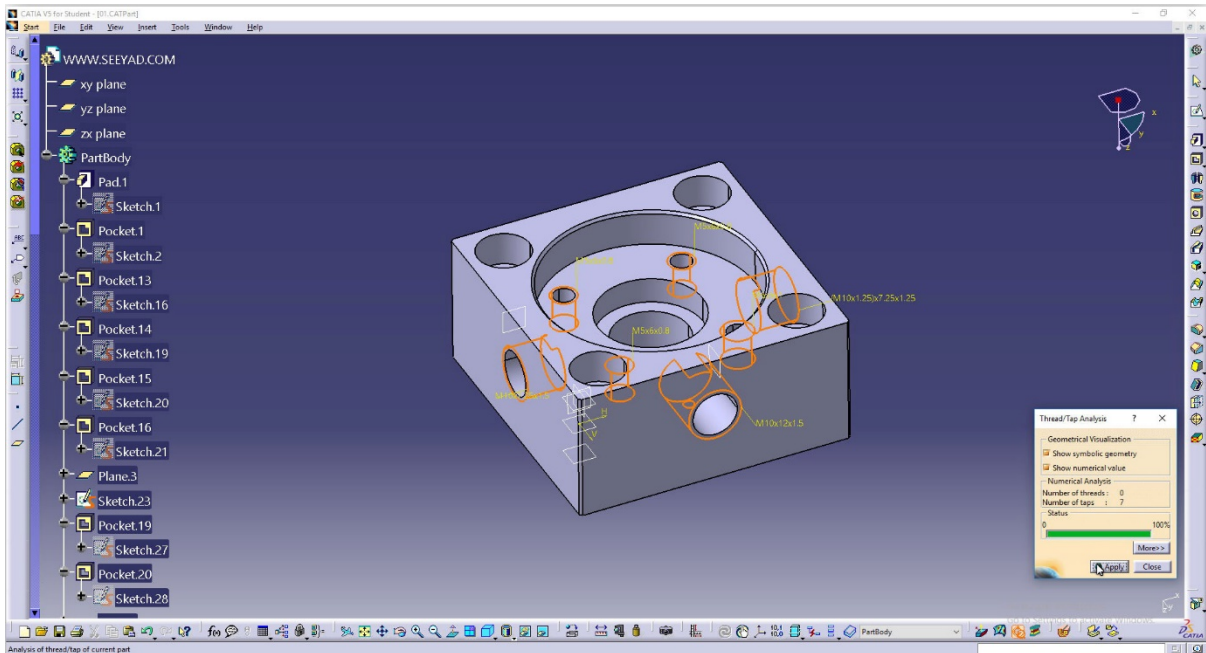 CATIA V5 for Student - [01.CATPart]
Start File Edit View Insert Tools Window Help
WWW.SEEYAD.COM
xy plane
yz plane
zx plane
PartBody
Pad.1
Sketch.1
Pocket.1
Sketch.2
Pocket.13
Sketch.16
Pocket.14
Sketch.19
Pocket.15
Sketch.20
Pocket.16
Sketch.21
Plane.3
Sketch.23
Pocket.19
Sketch.27
Pocket.20
Sketch.28
x
y
z
(M10x1.25)x7.25x1.25
M5x6x0.8
M10x12x1.5
H
V
Thread/Tap Analysis ? X
Geometrical Visualization
Show symbolic geometry
Show numerical value
Numerical Analysis
Number of threads : 0
Number of taps : 7
Status
0 100%
More>>
Apply Close
PartBody
CATIA
Analysis of thread/tap of current part